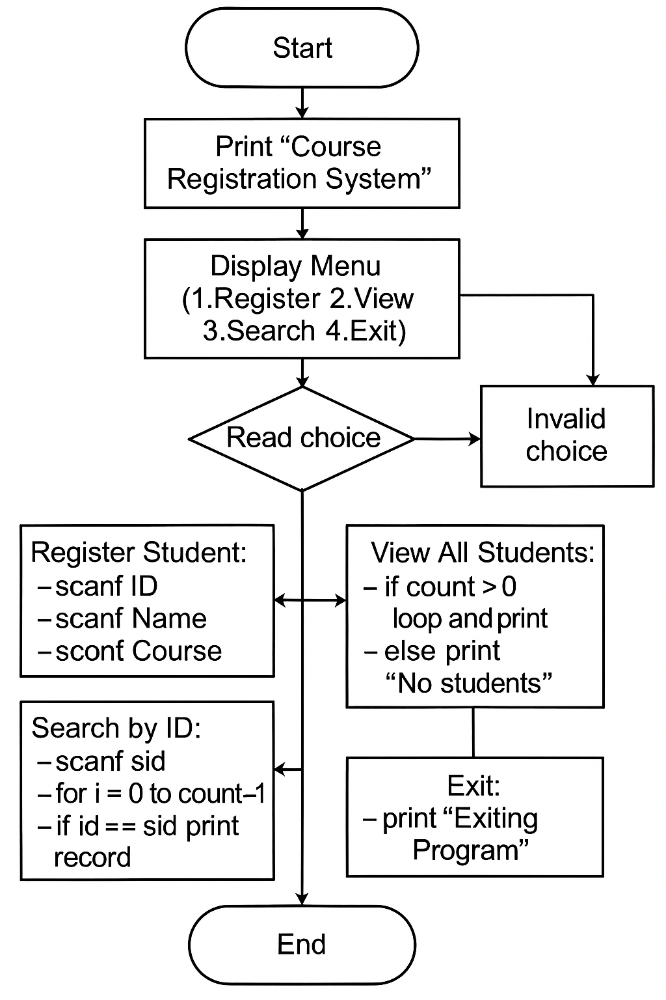 Start
Print “Course
Registration System”
Display Menu
(1.Register 2.View
3.Search 4.Exit)
Read choice
Invalid
choice
Register Student:
– scanf ID
– scanf Name
– sconf Course
View All Students:
– if count > 0
loop and print
– else print
“No students”
Search by ID:
– scanf sid
– for i = 0 to count–1
– if id == sid print
record
Exit:
– print “Exiting
Program”
End